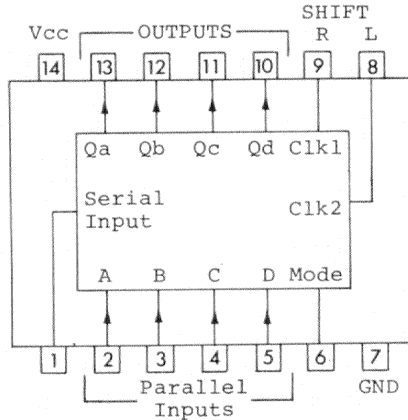 SHIFT
Vcc OUTPUTS R L
14 13 12 11 10 9 8
Qa Qb Qc Qd Clk1
Serial
Input
Clk2
A B C D Mode
1 2 3 4 5 6 7
Parallel
Inputs
GND